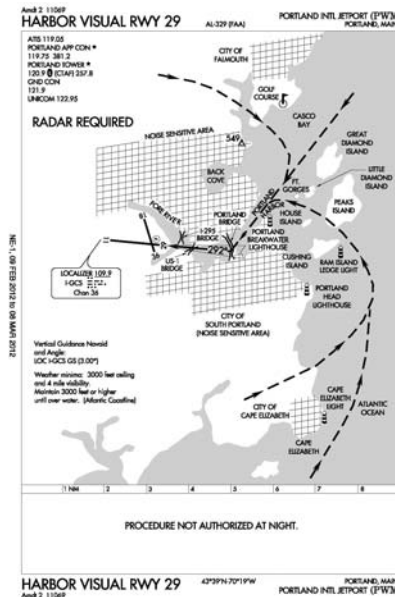 Amdt 2 11069
HARBOR VISUAL RWY 29
AL-329 (FAA)
PORTLAND INTL JETPORT (PWM)
PORTLAND, MAINE
ATIS 119.05
PORTLAND APP CON *
119.75 381.2
PORTLAND TOWER *
120.9 (CTAF) 257.8
GND CON
121.9
UNICOM 122.95
RADAR REQUIRED
CITY OF
FALMOUTH
GOLF
COURSE
CASCO
BAY
NOISE SENSITIVE AREA
549
GREAT
DIAMOND
ISLAND
BACK
COVE
LITTLE
DIAMOND
ISLAND
FT.
GORGES
PORTLAND
HARBOR
PEAKS
ISLAND
FORE RIVER
PORTLAND
BRIDGE
HOUSE
ISLAND
I-295
BRIDGE
PORTLAND
BREAKWATER
LIGHTHOUSE
18
29
36
292°
US-1
BRIDGE
CUSHING
ISLAND
RAM ISLAND
LEDGE LIGHT
LOCALIZER 109.9
I-GCS
Chan 36
PORTLAND
HEAD
LIGHTHOUSE
CITY OF
SOUTH PORTLAND
(NOISE SENSITIVE AREA)
Vertical Guidance Navaid
and Angle:
LOC I-GCS GS (3.00°)
Weather minima: 3000 feet ceiling
and 4 mile visibility.
Maintain 3000 feet or higher
until over water. (Atlantic Coastline)
CITY OF
CAPE ELIZABETH
CAPE
ELIZABETH
LIGHT
ATLANTIC
OCEAN
CAPE
ELIZABETH
1 NM 2 3 4 5 6 7 8
PROCEDURE NOT AUTHORIZED AT NIGHT.
NE-1, 09 FEB 2012 to 08 MAR 2012
HARBOR VISUAL RWY 29
Amdt 2 11069
43°39'N-70°19'W
PORTLAND, MAINE
PORTLAND INTL JETPORT (PWM)